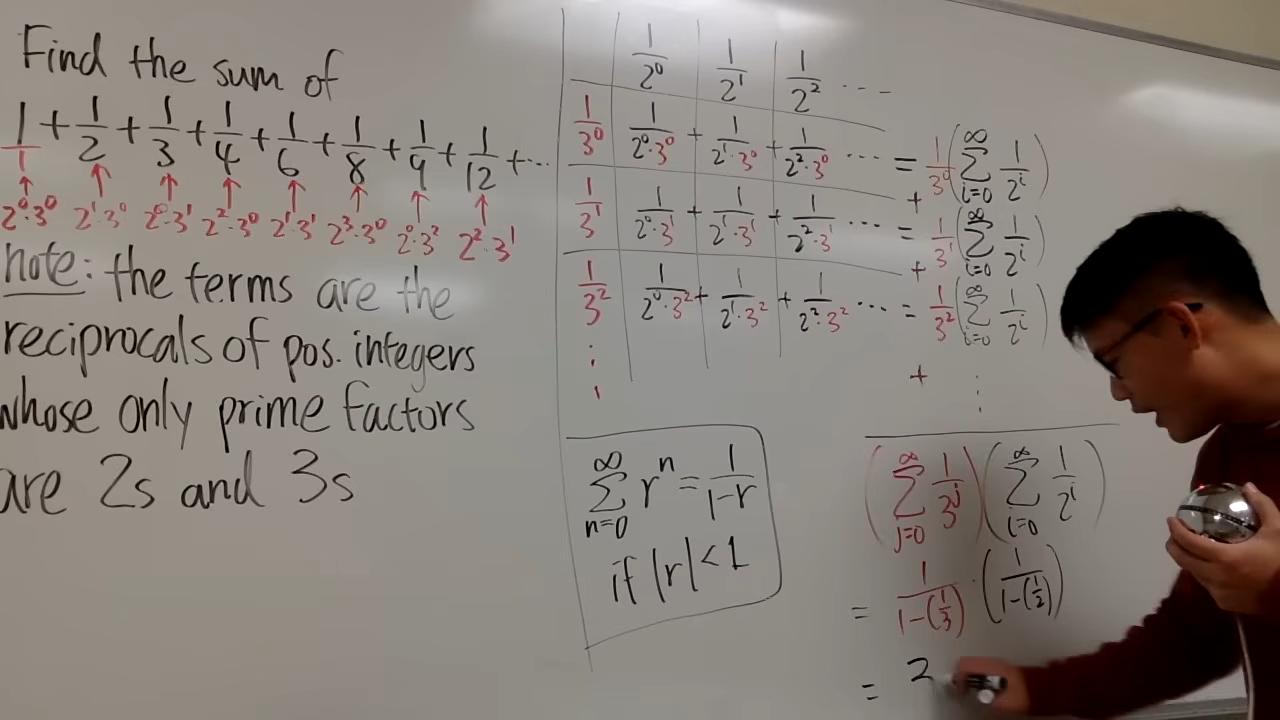 Find the sum of
1/1 + 1/2 + 1/3 + 1/4 + 1/6 + 1/8 + 1/9 + 1/12 + ...
2⁰·3⁰ 2¹·3⁰ 2⁰·3¹ 2²·3⁰ 2¹·3¹ 2³·3⁰ 2⁰·3² 2²·3¹
note: the terms are the
reciprocals of pos. integers
whose only prime factors
are 2s and 3s
1/2⁰ 1/2¹ 1/2² ...
1/3⁰ 1/(2⁰·3⁰) + 1/(2¹·3⁰) + 1/(2²·3⁰) ... = 1/3⁰ (∑_{i=0}^{∞} 1/2ⁱ)
+
1/3¹ 1/(2⁰·3¹) + 1/(2¹·3¹) + 1/(2²·3¹) ... = 1/3¹ (∑_{i=0}^{∞} 1/2ⁱ)
+
1/3² 1/(2⁰·3²) + 1/(2¹·3²) + 1/(2²·3²) ... = 1/3² (∑_{i=0}^{∞} 1/2ⁱ)
⋮ + ⋮
∑_{n=0}^{∞} rⁿ = 1/(1-r)
if |r| < 1
(∑_{j=0}^{∞} 1/3ʲ)(∑_{i=0}^{∞} 1/2ⁱ)
= 1/(1-(1/3)) · (1/(1-(1/2)))
=